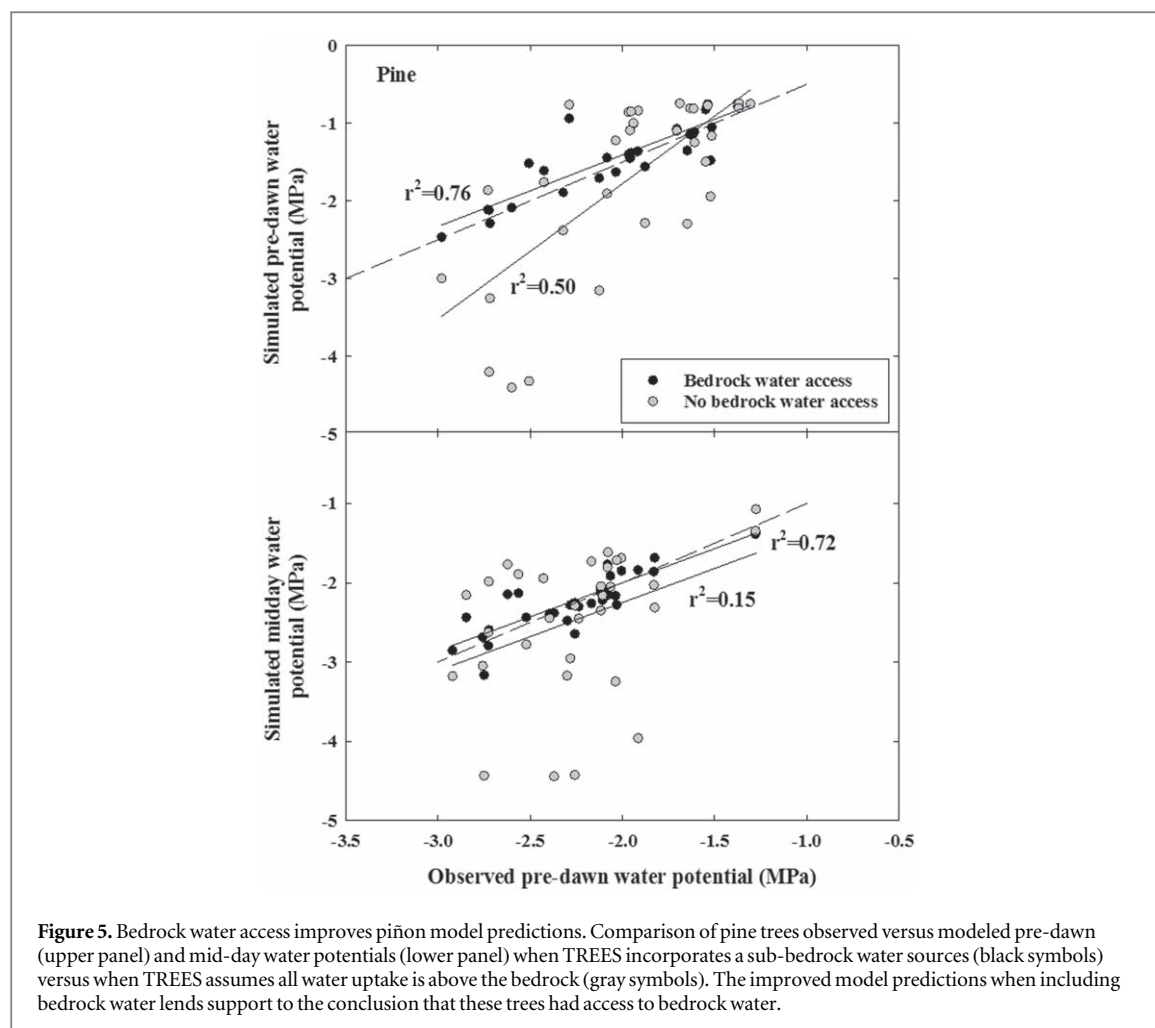 0
Pine
-1
Simulated pre-dawn water
potential (MPa)
r²=0.76
-2
-3
r²=0.50
-4
Bedrock water access
No bedrock water access
-5
-1
r²=0.72
Simulated midday water
potential (MPa)
-2
r²=0.15
-3
-4
-5
-3.5 -3.0 -2.5 -2.0 -1.5 -1.0 -0.5
Observed pre-dawn water potential (MPa)
Figure 5. Bedrock water access improves piñon model predictions. Comparison of pine trees observed versus modeled pre-dawn
(upper panel) and mid-day water potentials (lower panel) when TREES incorporates a sub-bedrock water sources (black symbols)
versus when TREES assumes all water uptake is above the bedrock (gray symbols). The improved model predictions when including
bedrock water lends support to the conclusion that these trees had access to bedrock water.